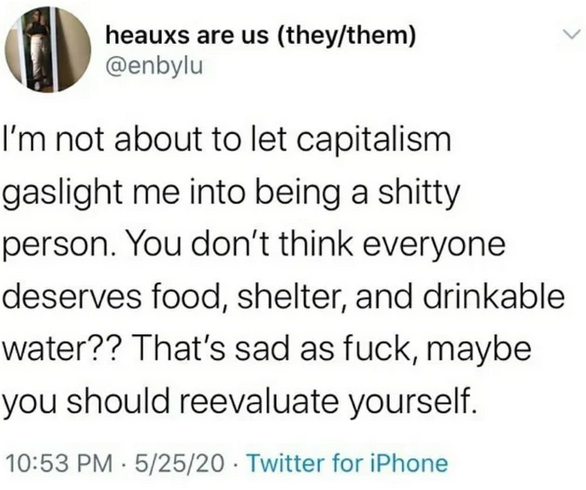 heauxs are us (they/them)
@enbylu
I'm not about to let capitalism
gaslight me into being a shitty
person. You don't think everyone
deserves food, shelter, and drinkable
water?? That's sad as fuck, maybe
you should reevaluate yourself.
10:53 PM · 5/25/20 · Twitter for iPhone